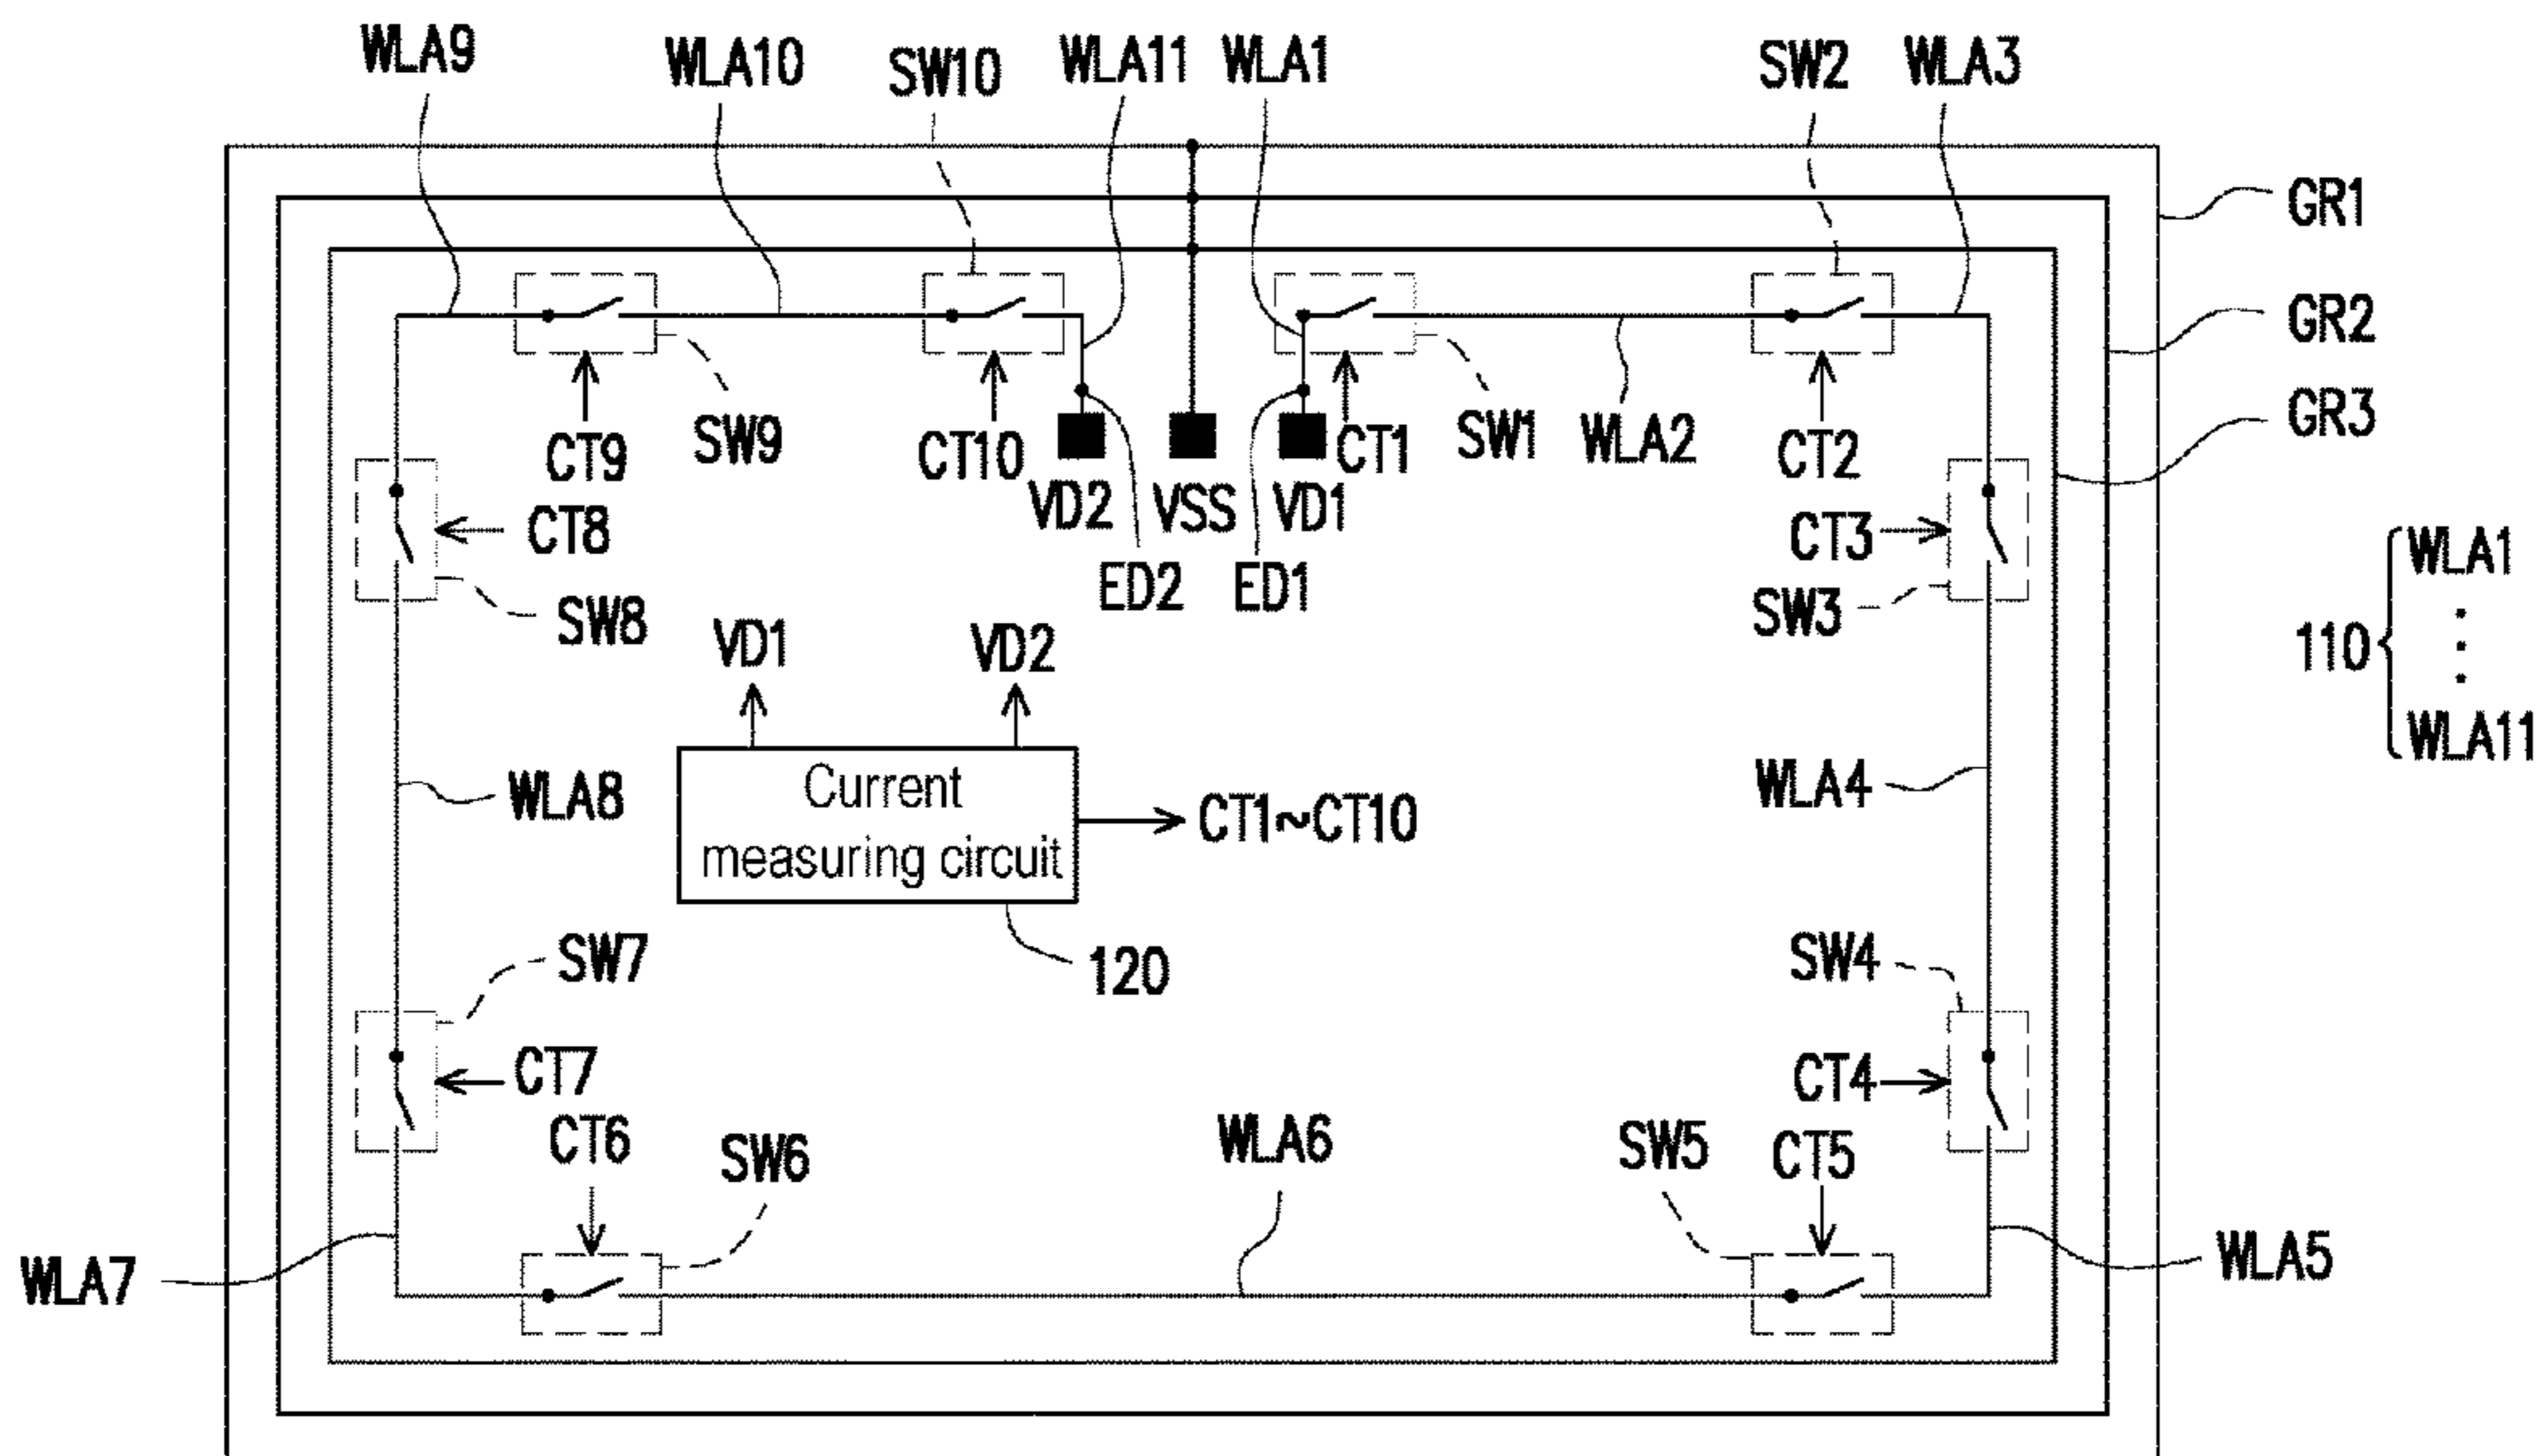 WLA9
WLA10
SW10
WLA11
WLA1
SW2
WLA3
GR1
GR2
GR3
CT9
SW9
CT10
VD2
VSS
VD1
CT1
SW1
WLA2
CT2
CT8
SW8
ED2
ED1
CT3
SW3
110
WLA1
WLA11
VD1
VD2
WLA8
Current
measuring circuit
CT1~CT10
WLA4
120
SW7
SW4
CT7
CT4
CT6
SW6
WLA6
SW5
CT5
WLA7
WLA5